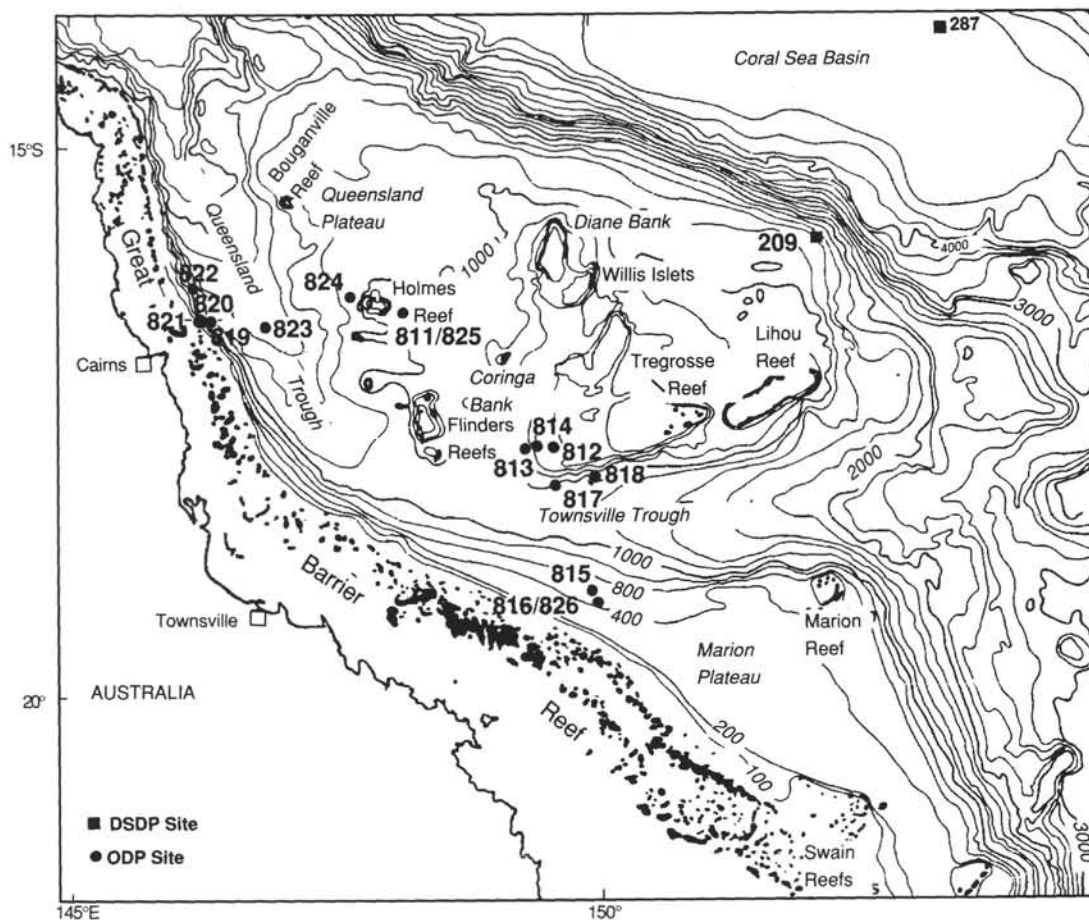 287
Coral Sea Basin
15°S
Bouganville
Reef
Queensland
Plateau
Diane Bank
4000
Great
Queensland
1000
209
Willis Islets
822
824
Holmes
3000
820
Reef
Lihou
821
819
823
811/825
Reef
Cairns
Tregrosse
Reef
Coringa
Trough
Bank
Flinders
814
Reefs
813
812
2000
818
817
Townsville Trough
1000
815
800
Barrier
816/826
400
Townsville
Marion
Reef
Marion
Plateau
20°
AUSTRALIA
Reef
200
100
DSDP Site
3000
ODP Site
Swain
Reefs
145°E
150°